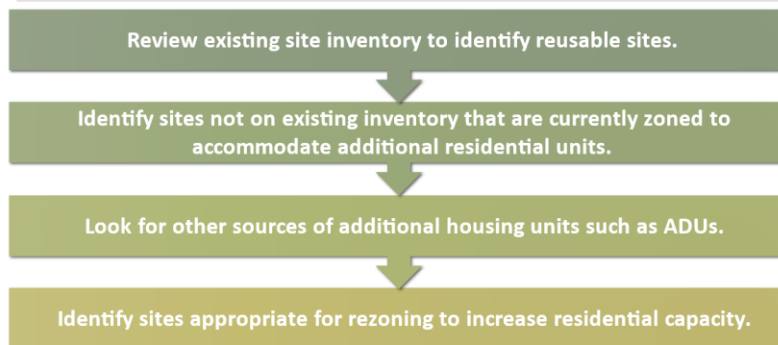 Review existing site inventory to identify reusable sites.
Identify sites not on existing inventory that are currently zoned to
accommodate additional residential units.
Look for other sources of additional housing units such as ADUs.
Identify sites appropriate for rezoning to increase residential capacity.